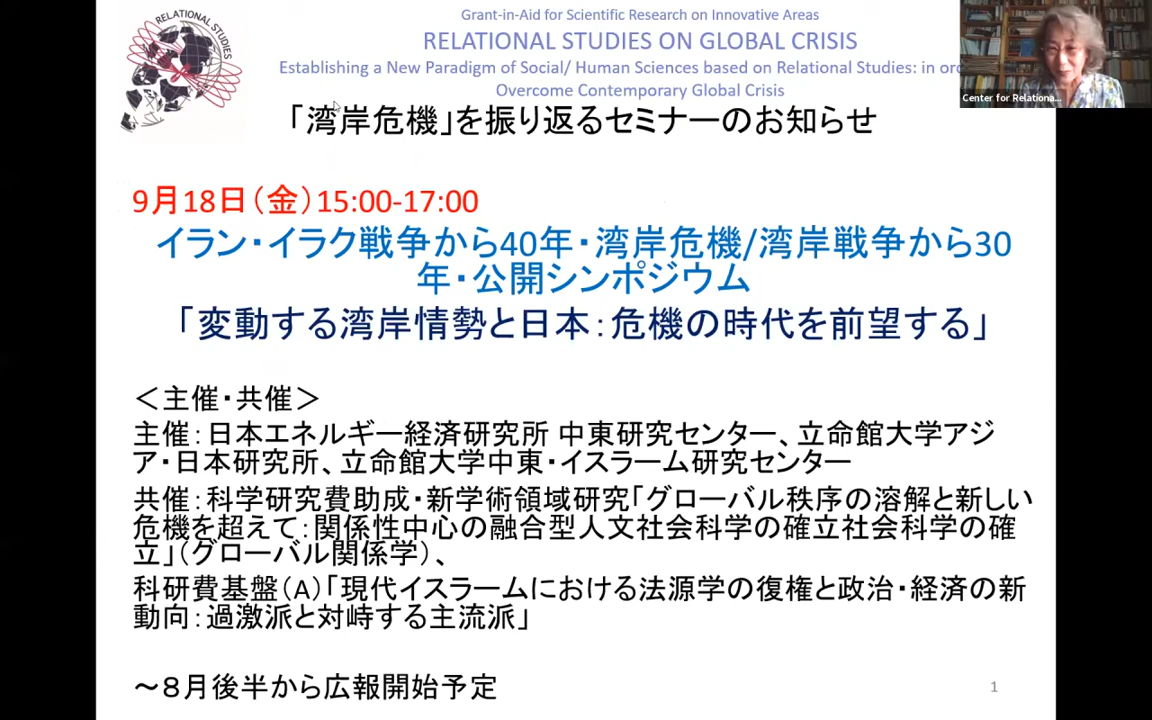 RELATIONAL STUDIES
Grant-in-Aid for Scientific Research on Innovative Areas
RELATIONAL STUDIES ON GLOBAL CRISIS
Establishing a New Paradigm of Social/ Human Sciences based on Relational Studies: in
Overcome Contemporary Global Crisis
Center for Relationa...
「湾岸危機」を振り返るセミナーのお知らせ
9月18日(金)15:00-17:00
イラン・イラク戦争から40年・湾岸危機/湾岸戦争から30
年・公開シンポジウム
「変動する湾岸情勢と日本:危機の時代を前望する」
<主催・共催>
主催:日本エネルギー経済研究所 中東研究センター、立命館大学アジ
ア・日本研究所、立命館大学中東・イスラーム研究センター
共催:科学研究費助成・新学術領域研究「グローバル秩序の溶解と新しい
危機を超えて:関係性中心の融合型人文社会科学の確立社会科学の確
立」(グローバル関係学)、
科研費基盤(A)「現代イスラームにおける法源学の復権と政治・経済の新
動向:過激派と対峙する主流派」
~8月後半から広報開始予定
1